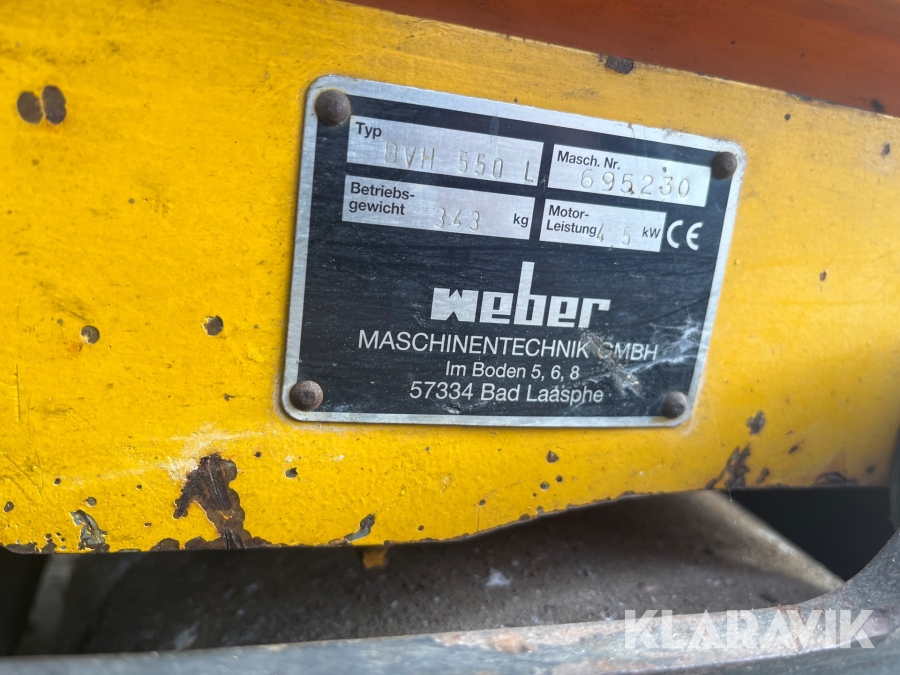 Typ
DVH 550 L
Masch. Nr.
695230
Betriebs-
gewicht 343 kg
Motor-
Leistung 4,5 kW
CE
weber
MASCHINENTECHNIK GMBH
Im Boden 5, 6, 8
57334 Bad Laasphe
KLARAVIK